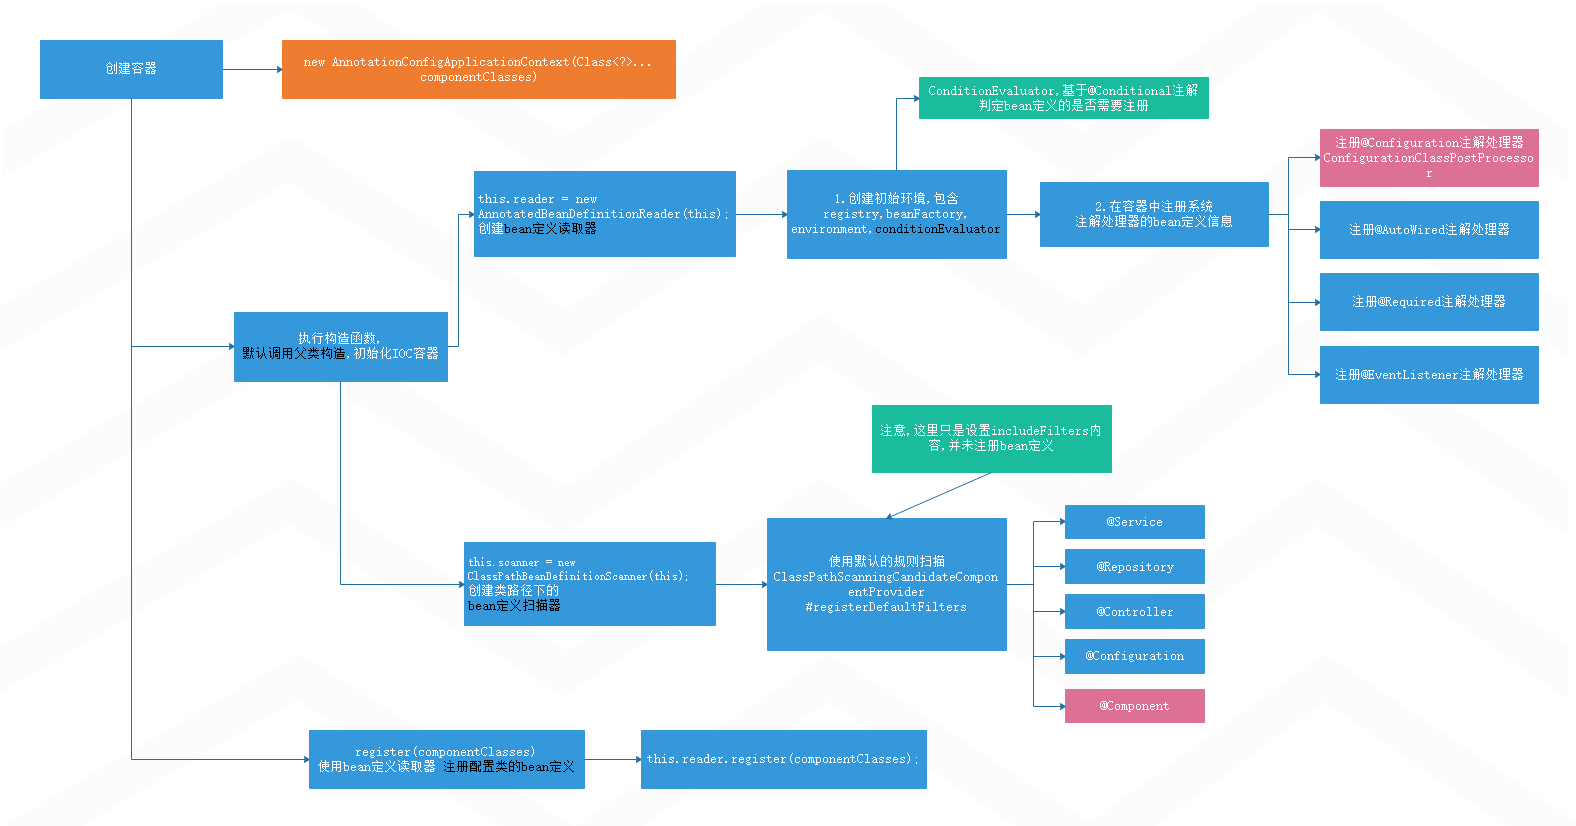 创建容器
new AnnotationConfigApplicationContext(Class<?>...
componentClasses)
ConditionEvaluator,基于@Conditional注解
判定bean定义的是否需要注册
this.reader = new
AnnotatedBeanDefinitionReader(this);
创建bean定义读取器
1.创建初始环境,包含
registry,beanFactory,
environment,conditionEvaluator
2.在容器中注册系统
注解处理器的bean定义信息
注册@Configuration注解处理器
ConfigurationClassPostProcesso
r
注册@AutoWired注解处理器
注册@Required注解处理器
注册@EventListener注解处理器
执行构造函数,
默认调用父类构造,初始化IOC容器
注意,这里只是设置includeFilters内
容,并未注册bean定义
this.scanner = new
ClassPathBeanDefinitionScanner(this);
创建类路径下的
bean定义扫描器
使用默认的规则扫描
ClassPathScanningCandidateCompon
entProvider
#registerDefaultFilters
@Service
@Repository
@Controller
@Configuration
@Component
register(componentClasses)
使用bean定义读取器 注册配置类的bean定义
this.reader.register(componentClasses);